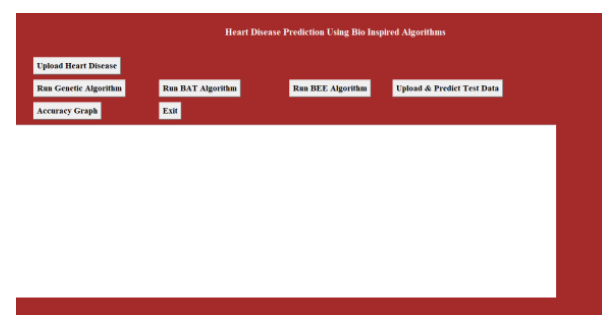 Heart Disease Prediction Using Bio Inspired Algorithms
Upload Heart Disease
Run Genetic Algorithm Run BAT Algorithm Run BEE Algorithm Upload & Predict Test Data
Accuracy Graph Exit